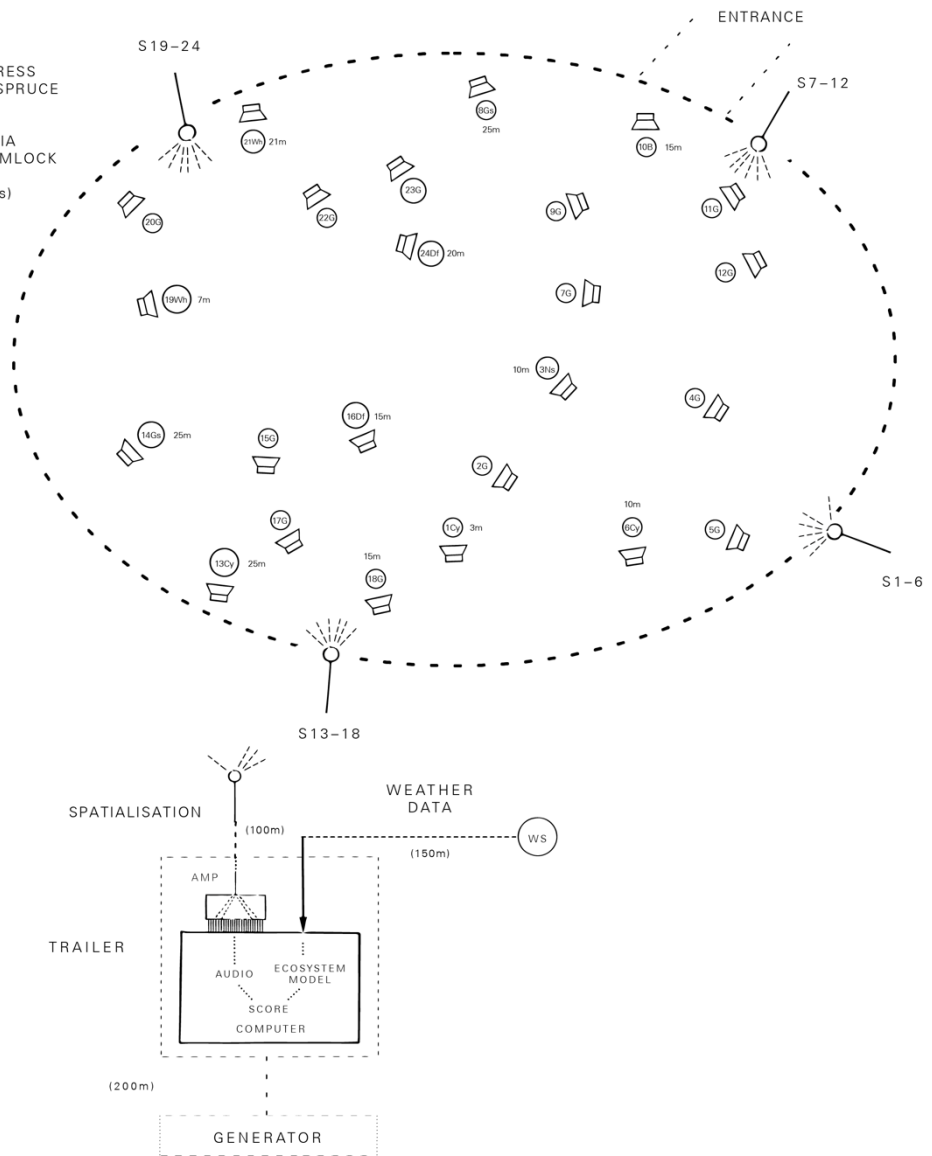 ENTRANCE
S19–24
RESS
SPRUCE
S7–12
IA
MLOCK
s)
8Gs
25m
21Wh 21m
10B 15m
23G
20G
22G
9G
11G
24Df 20m
12G
19Wh 7m
7G
10m 3Ns
4G
16Df 15m
14Gs 25m
15G
2G
17G
1Cy 3m
10m
6Cy
5G
13Cy 25m
15m
18G
S1–6
S13–18
SPATIALISATION
WEATHER
DATA
(100m)
(150m)
WS
AMP
TRAILER
AUDIO
ECOSYSTEM
MODEL
SCORE
COMPUTER
(200m)
GENERATOR